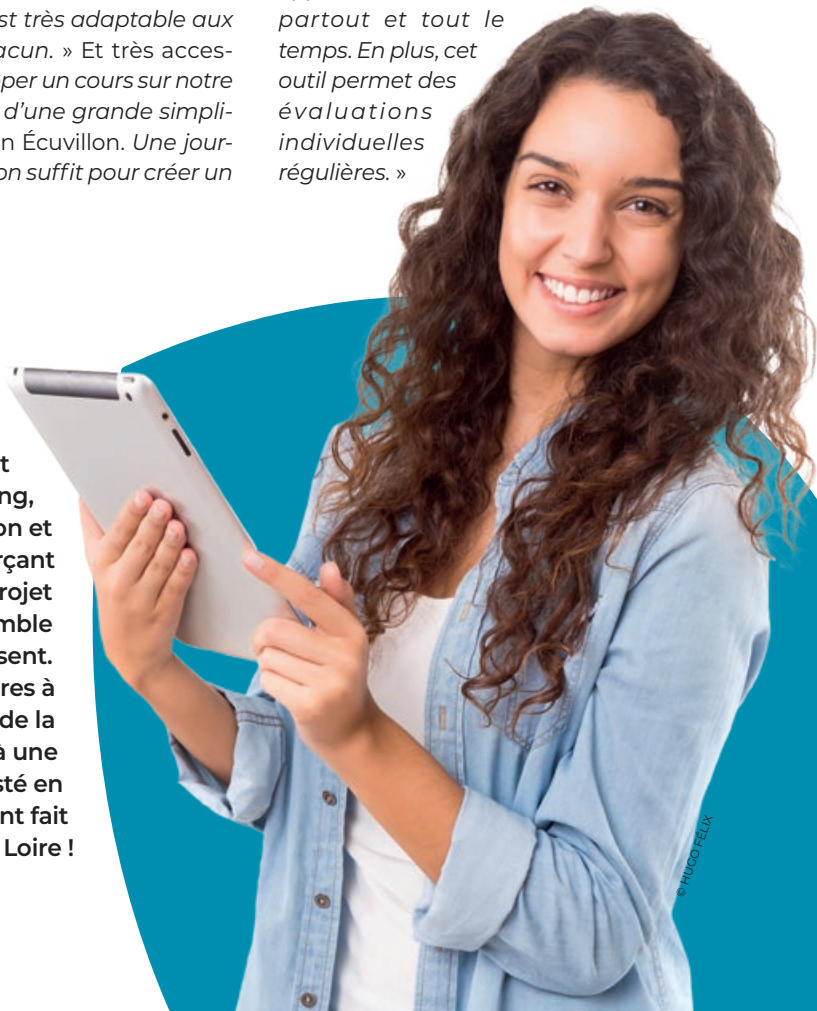 st très adaptable aux
acun. » Et très acces-
per un cours sur notre
d'une grande simpli-
n Écuvillon. Une jour-
on suffit pour créer un
partout et tout le
temps. En plus, cet
outil permet des
évaluations
individuelles
régulières. »
t
ng,
on et
rçant
rojet
mble
sent.
res à
de la
à une
sté en
nt fait
Loire !
© HUGO FÉLIX